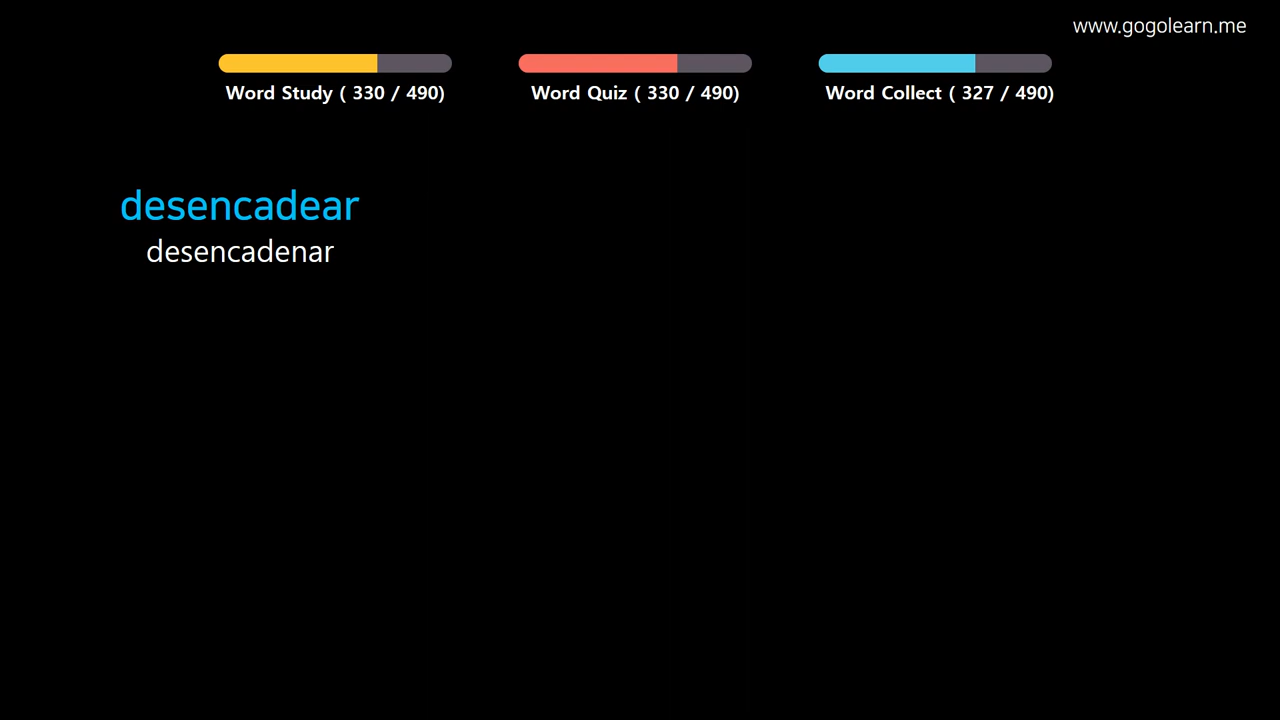 www.gogolearn.me
Word Study ( 330 / 490)
Word Quiz ( 330 / 490)
Word Collect ( 327 / 490)
desencadear
desencadenar